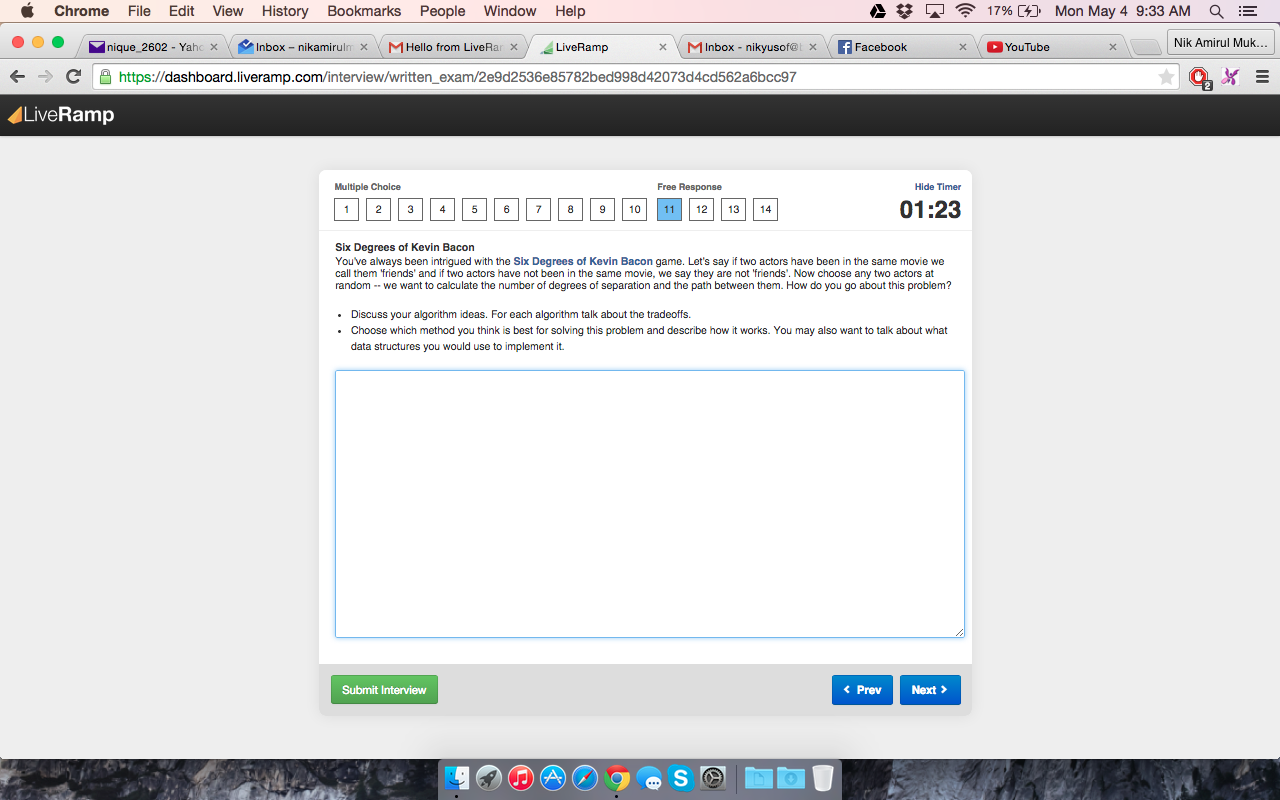 Chrome File Edit View History Bookmarks People Window Help 17% Mon May 4 9:33 AM
nique_2602 - Yaho Inbox – nikamirulm Hello from LiveRam LiveRamp Inbox - nikyusof@ Facebook YouTube Nik Amirul Muk...
https://dashboard.liveramp.com/interview/written_exam/2e9d2536e85782bed998d42073d4cd562a6bcc97 2
LiveRamp
Multiple Choice Free Response Hide Timer
1 2 3 4 5 6 7 8 9 10 11 12 13 14 01:23
Six Degrees of Kevin Bacon
You've always been intrigued with the Six Degrees of Kevin Bacon game. Let's say if two actors have been in the same movie we
call them 'friends' and if two actors have not been in the same movie, we say they are not 'friends'. Now choose any two actors at
random -- we want to calculate the number of degrees of separation and the path between them. How do you go about this problem?
• Discuss your algorithm ideas. For each algorithm talk about the tradeoffs.
• Choose which method you think is best for solving this problem and describe how it works. You may also want to talk about what
data structures you would use to implement it.
Submit Interview Prev Next